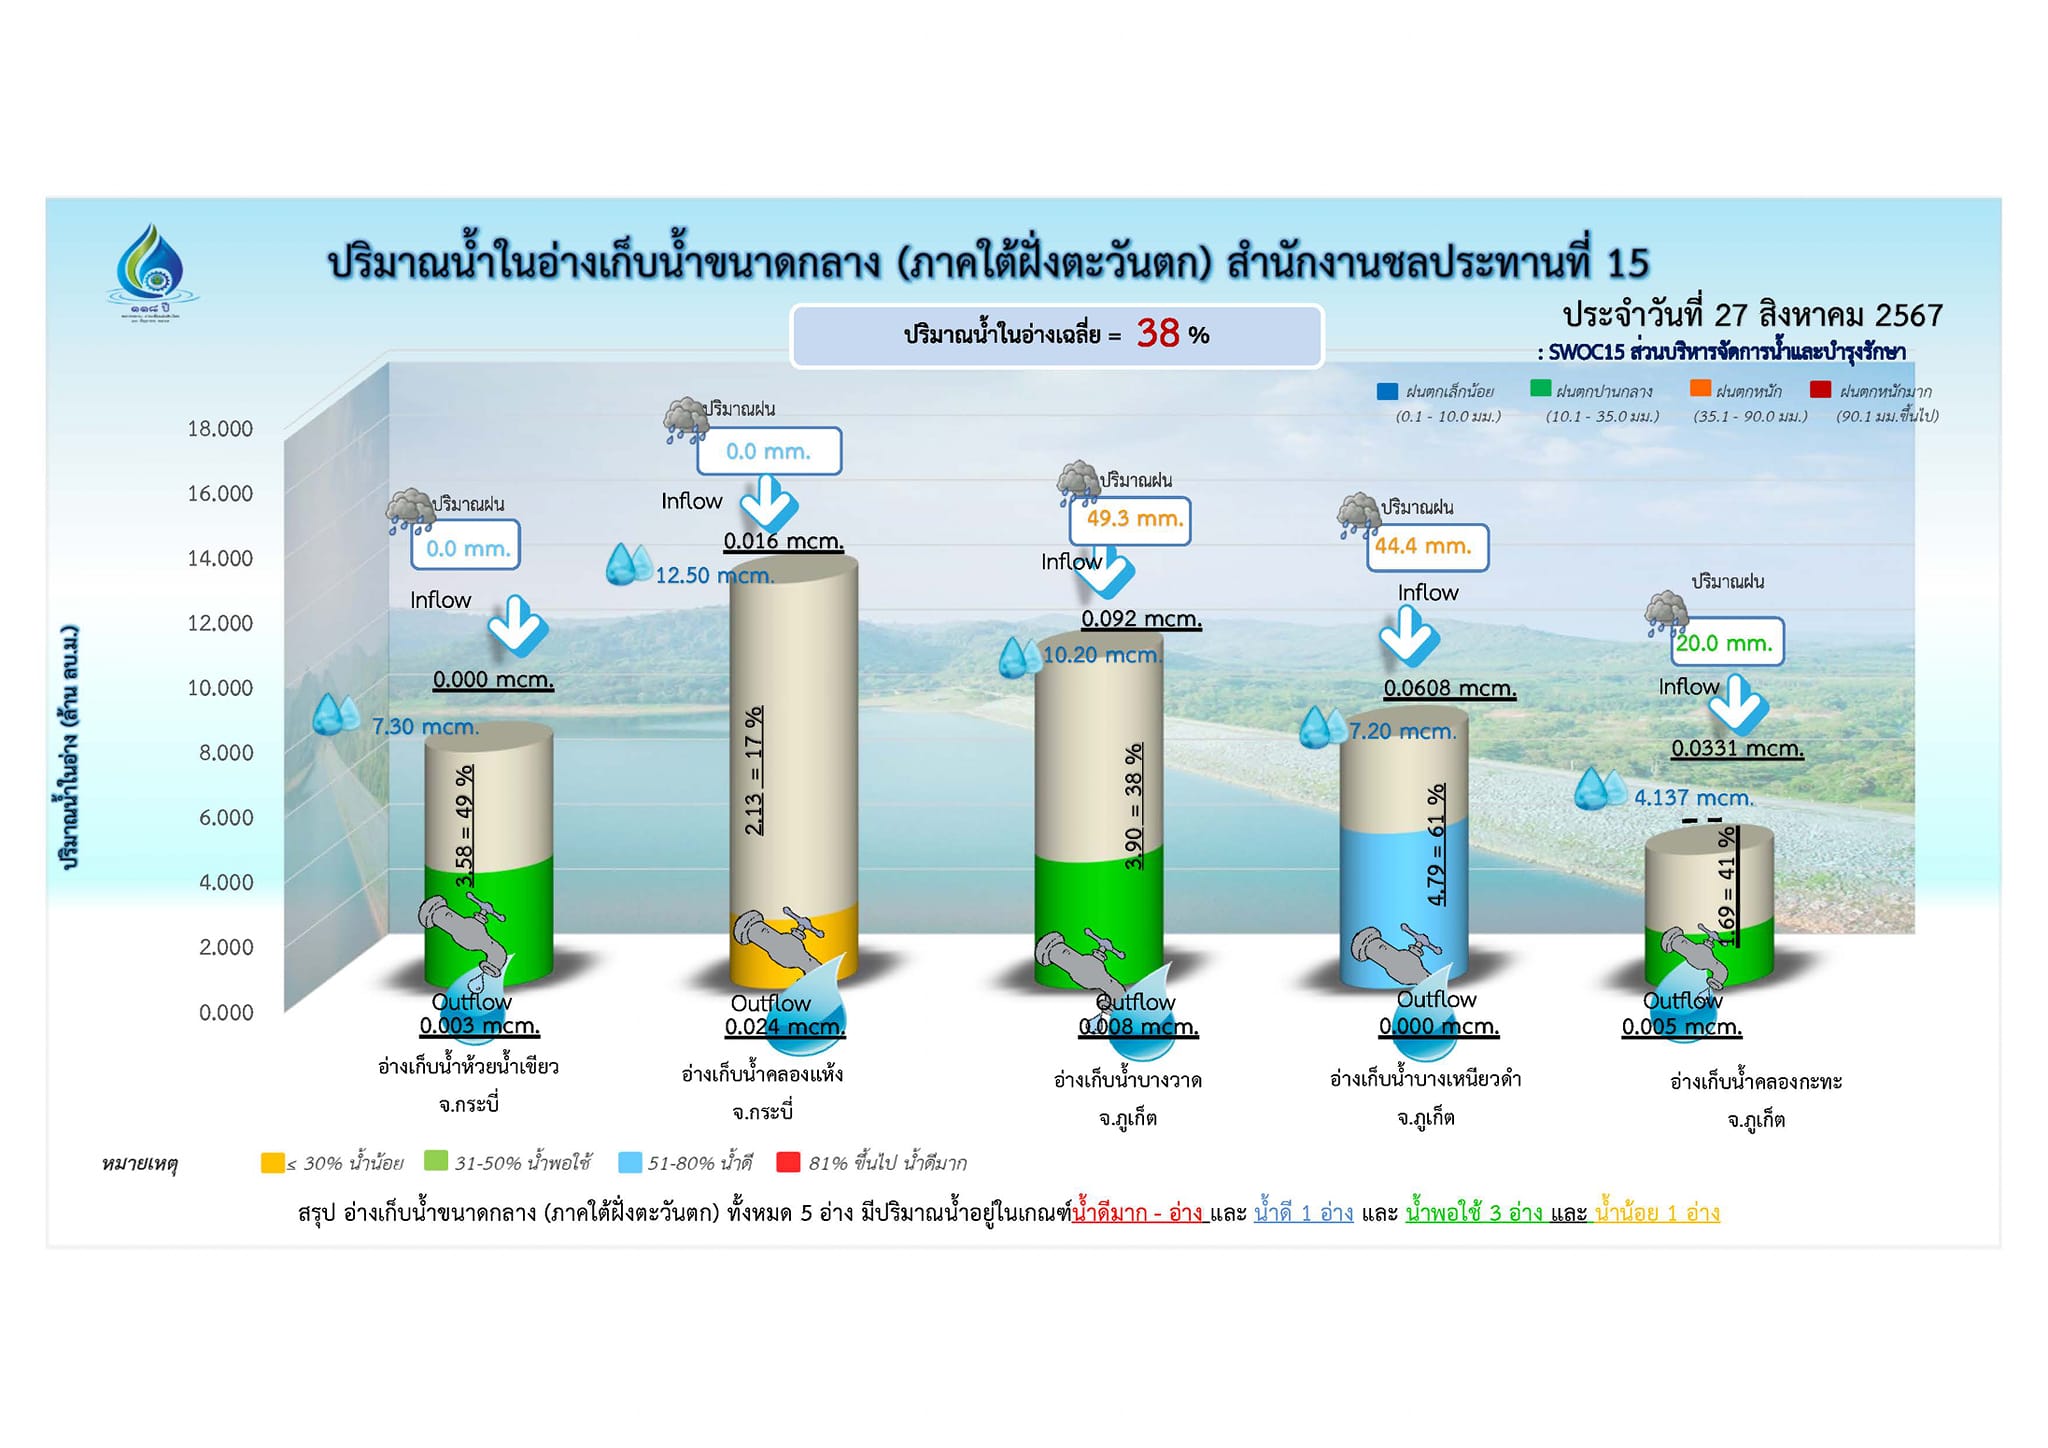 ปริมาณน้ำในอ่างเก็บน้ำขนาดกลาง (ภาคใต้ฝั่งตะวันตก) สำนักงานชลประทานที่ 15
๑๑๘ ปี
ปริมาณน้ำในอ่างเฉลี่ย = 38 %
ประจำวันที่ 27 สิงหาคม 2567
: SWOC15 ส่วนบริหารจัดการน้ำและบำรุงรักษา
ฝนตกเล็กน้อย ฝนตกปานกลาง ฝนตกหนัก ฝนตกหนักมาก
(0.1 - 10.0 มม.) (10.1 - 35.0 มม.) (35.1 - 90.0 มม.) (90.1 มม.ขึ้นไป)
ปริมาณน้ำในอ่าง (ล้าน ลบ.ม.)
18.000
16.000
14.000
12.000
10.000
8.000
6.000
4.000
2.000
0.000
ปริมาณฝน
0.0 mm.
Inflow
0.000 mcm.
7.30 mcm.
3.58 = 49 %
Outflow
0.003 mcm.
อ่างเก็บน้ำห้วยน้ำเขียว
จ.กระบี่
ปริมาณฝน
0.0 mm.
Inflow
0.016 mcm.
12.50 mcm.
2.13 = 17 %
Outflow
0.024 mcm.
อ่างเก็บน้ำคลองแห้ง
จ.กระบี่
ปริมาณฝน
49.3 mm.
Inflow
0.092 mcm.
10.20 mcm.
3.90 = 38 %
Outflow
0.008 mcm.
อ่างเก็บน้ำบางวาด
จ.ภูเก็ต
ปริมาณฝน
44.4 mm.
Inflow
0.0608 mcm.
7.20 mcm.
4.79 = 61 %
Outflow
0.000 mcm.
อ่างเก็บน้ำบางเหนียวดำ
จ.ภูเก็ต
ปริมาณฝน
20.0 mm.
Inflow
0.0331 mcm.
4.137 mcm.
1.69 = 41 %
Outflow
0.005 mcm.
อ่างเก็บน้ำคลองกะทะ
จ.ภูเก็ต
หมายเหตุ ≤ 30% น้ำน้อย 31-50% น้ำพอใช้ 51-80% น้ำดี 81% ขึ้นไป น้ำดีมาก
สรุป อ่างเก็บน้ำขนาดกลาง (ภาคใต้ฝั่งตะวันตก) ทั้งหมด 5 อ่าง มีปริมาณน้ำอยู่ในเกณฑ์น้ำดีมาก - อ่าง และ น้ำดี 1 อ่าง และ น้ำพอใช้ 3 อ่าง และ น้ำน้อย 1 อ่าง